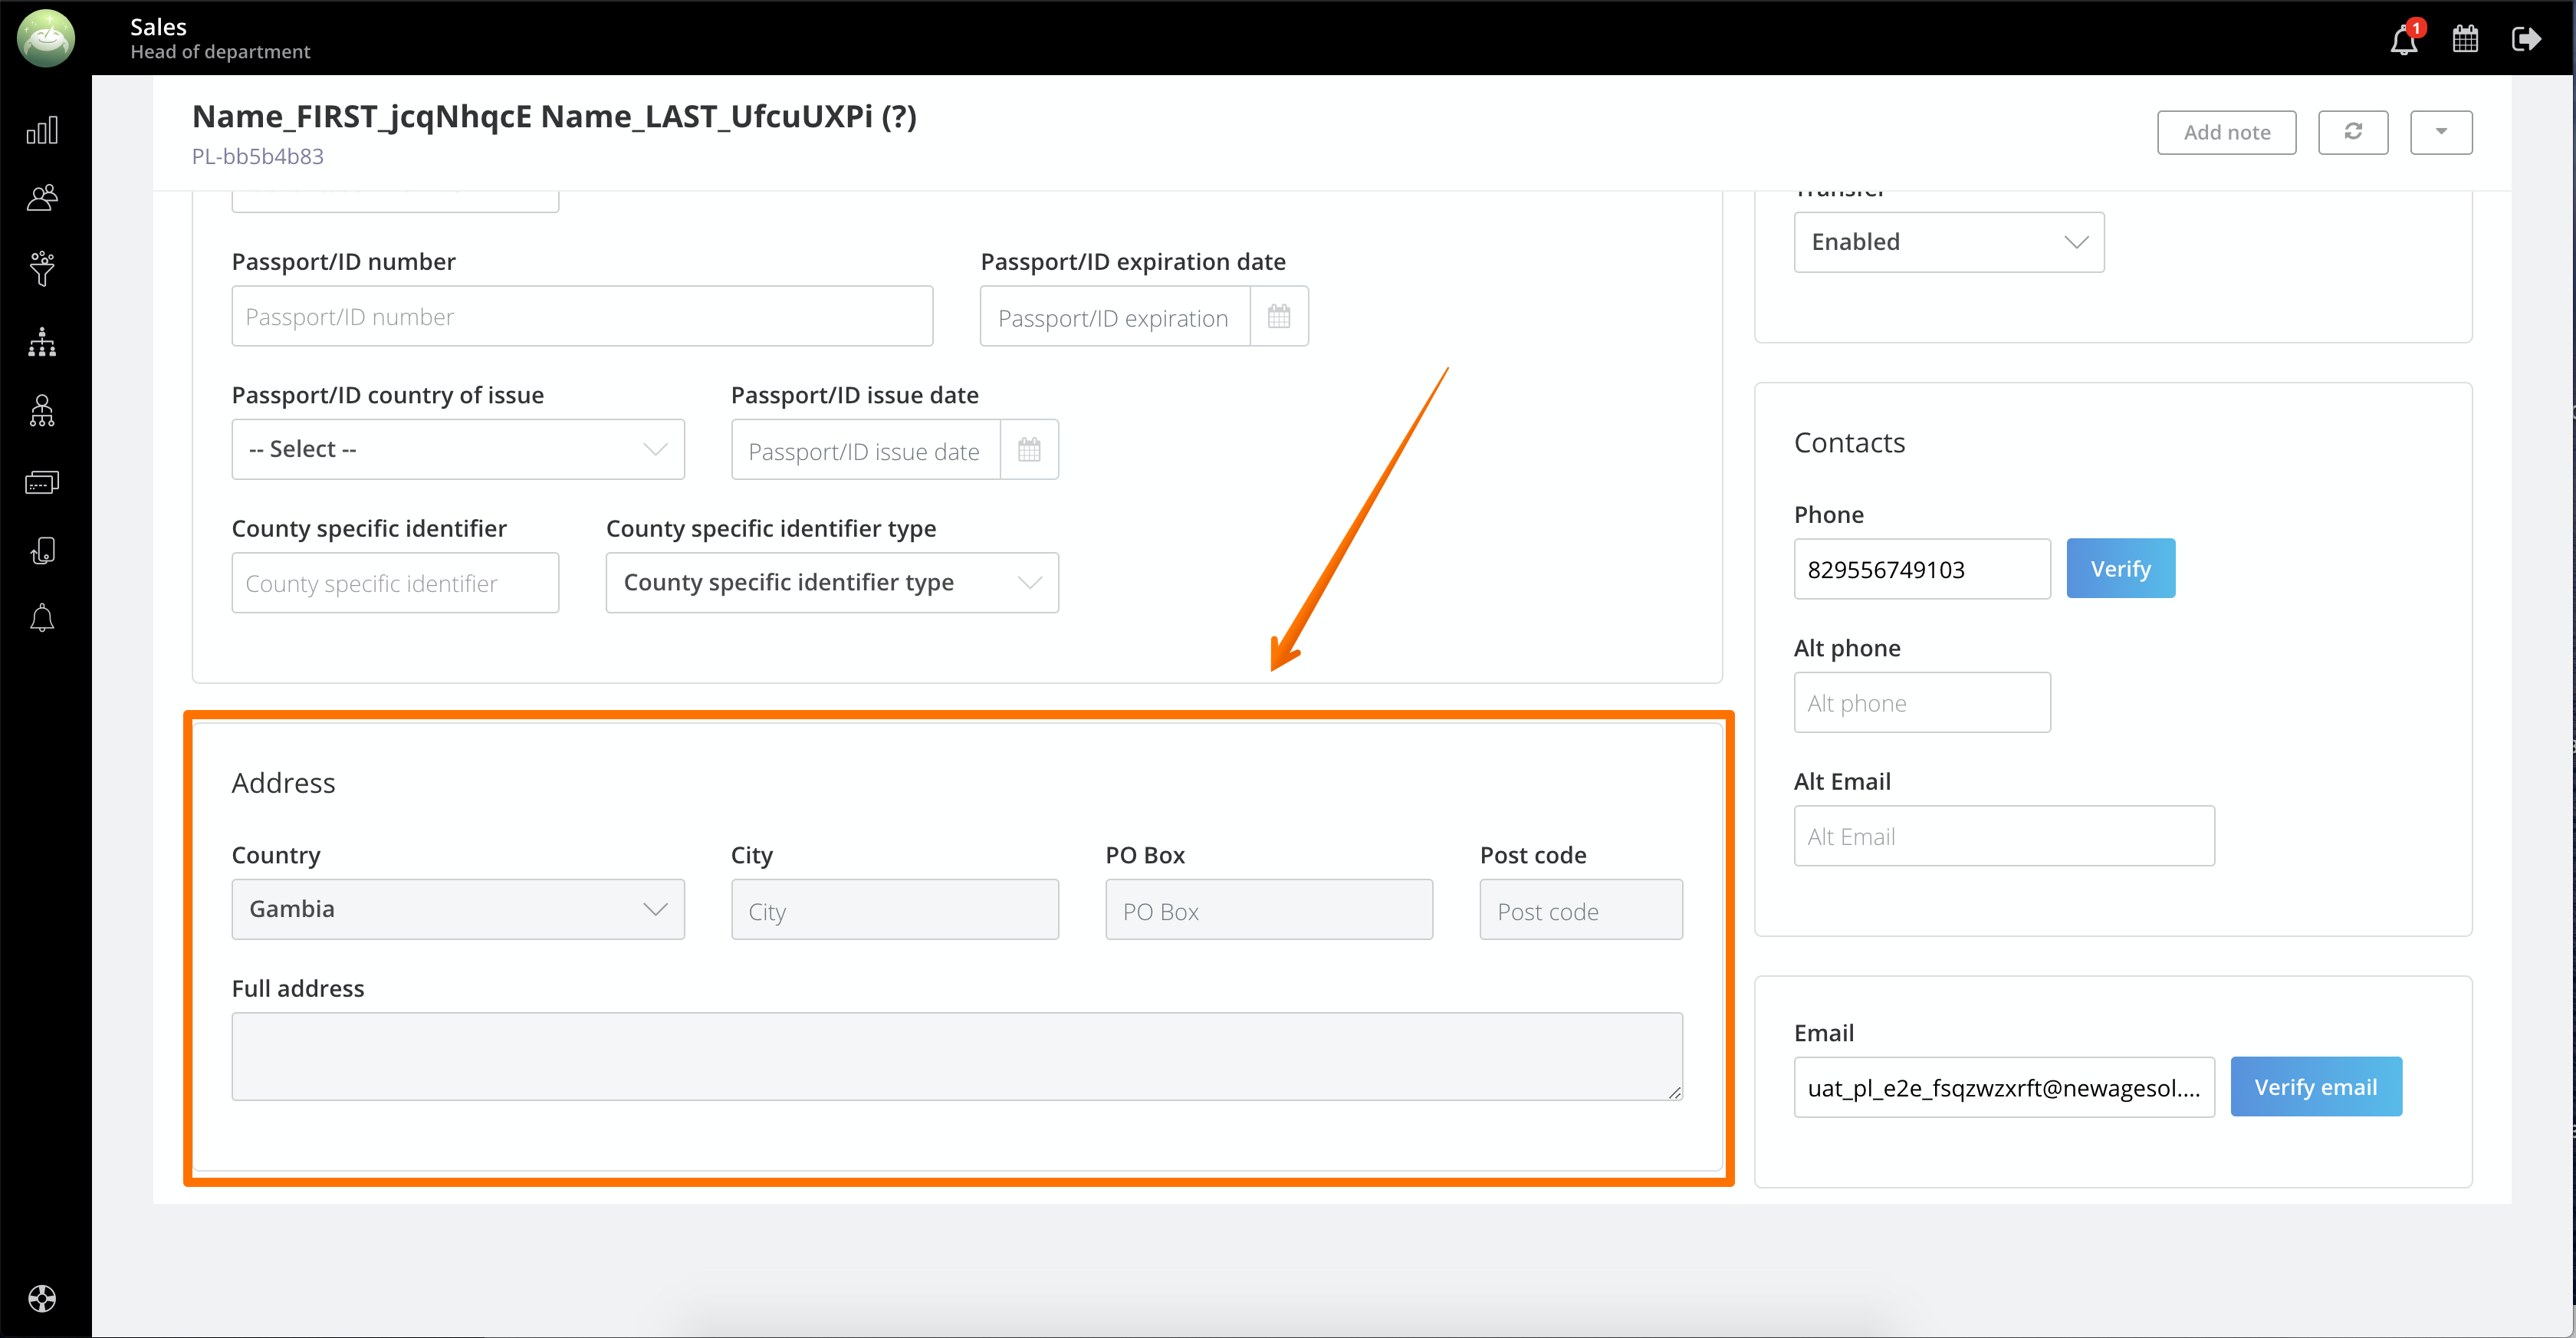 Sales
Head of department
1
Name_FIRST_jcqNhqcE Name_LAST_UfcuUXPi (?)
PL-bb5b4b83
Add note
Passport/ID number
Passport/ID expiration date
Passport/ID number
Passport/ID expiration
Passport/ID country of issue
Passport/ID issue date
-- Select --
Passport/ID issue date
County specific identifier
County specific identifier type
County specific identifier
County specific identifier type
Address
Country
City
PO Box
Post code
Gambia
City
PO Box
Post code
Full address
Transfer
Enabled
Contacts
Phone
829556749103
Verify
Alt phone
Alt phone
Alt Email
Alt Email
Email
uat_pl_e2e_fsqzwzxrft@newagesol....
Verify email